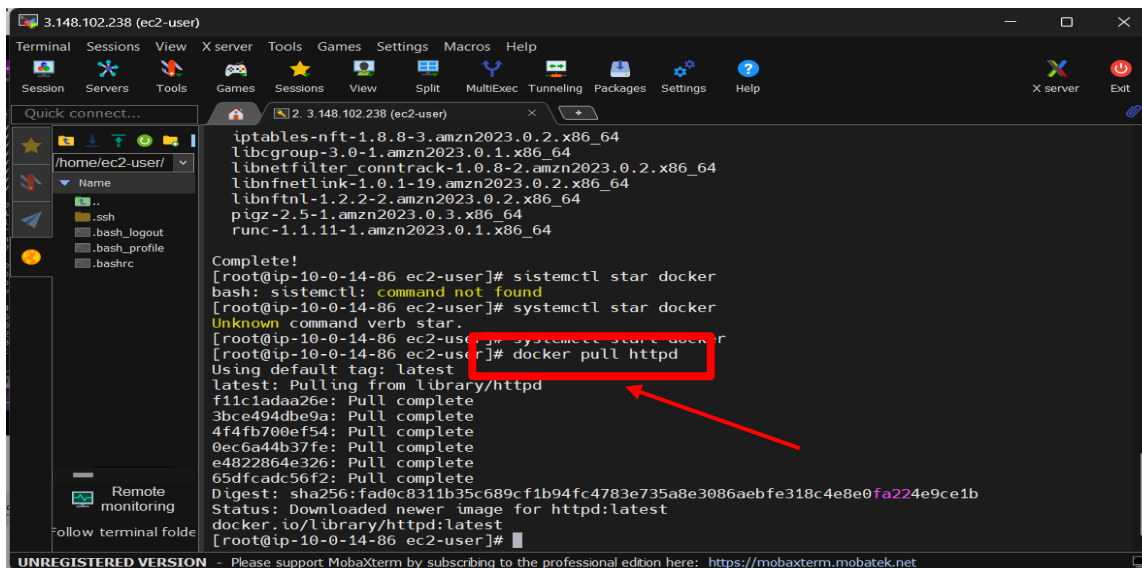 3.148.102.238 (ec2-user)
Terminal Sessions View X server Tools Games Settings Macros Help
Session Servers Tools Games Sessions View Split MultiExec Tunneling Packages Settings Help X server Exit
Quick connect...
2. 3.148.102.238 (ec2-user)
/home/ec2-user/
Name
..
.ssh
.bash_logout
.bash_profile
.bashrc
Remote
monitoring
Follow terminal folde
iptables-nft-1.8.8-3.amzn2023.0.2.x86_64
libcgroup-3.0-1.amzn2023.0.1.x86_64
libnetfilter_conntrack-1.0.8-2.amzn2023.0.2.x86_64
libnfnetlink-1.0.1-19.amzn2023.0.2.x86_64
libnftnl-1.2.2-2.amzn2023.0.2.x86_64
pigz-2.5-1.amzn2023.0.3.x86_64
runc-1.1.11-1.amzn2023.0.1.x86_64
Complete!
[root@ip-10-0-14-86 ec2-user]# sistemctl star docker
bash: sistemctl: command not found
[root@ip-10-0-14-86 ec2-user]# systemctl star docker
Unknown command verb star.
[root@ip-10-0-14-86 ec2-user]# systemctl start docker
[root@ip-10-0-14-86 ec2-user]# docker pull httpd
Using default tag: latest
latest: Pulling from library/httpd
f11c1adaa26e: Pull complete
3bce494dbe9a: Pull complete
4f4fb700ef54: Pull complete
0ec6a44b37fe: Pull complete
e4822864e326: Pull complete
65dfcadc56f2: Pull complete
Digest: sha256:fad0c8311b35c689cf1b94fc4783e735a8e3086aebfe318c4e8e0fa224e9ce1b
Status: Downloaded newer image for httpd:latest
docker.io/library/httpd:latest
[root@ip-10-0-14-86 ec2-user]#
UNREGISTERED VERSION - Please support MobaXterm by subscribing to the professional edition here: https://mobaxterm.mobatek.net